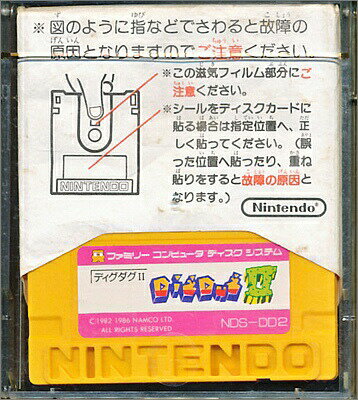 ※図のように指などでさわると故障の
原因となりますのでご注意ください。
※この磁気フィルム部分にご
注意ください。
※シールをディスクカードに
貼る場合は指定位置へ、正
しく貼ってください。(誤
った位置へ貼ったり、重ね
貼りをすると故障の原因と
なります。)
NINTENDO
Nintendo
ファミリー コンピュータ ディスク システム
ディグダグII
DIG DUG II
©1982 1986 NAMCO LTD.
ALL RIGHTS RESERVED
NDS-DD2
NINTENDO